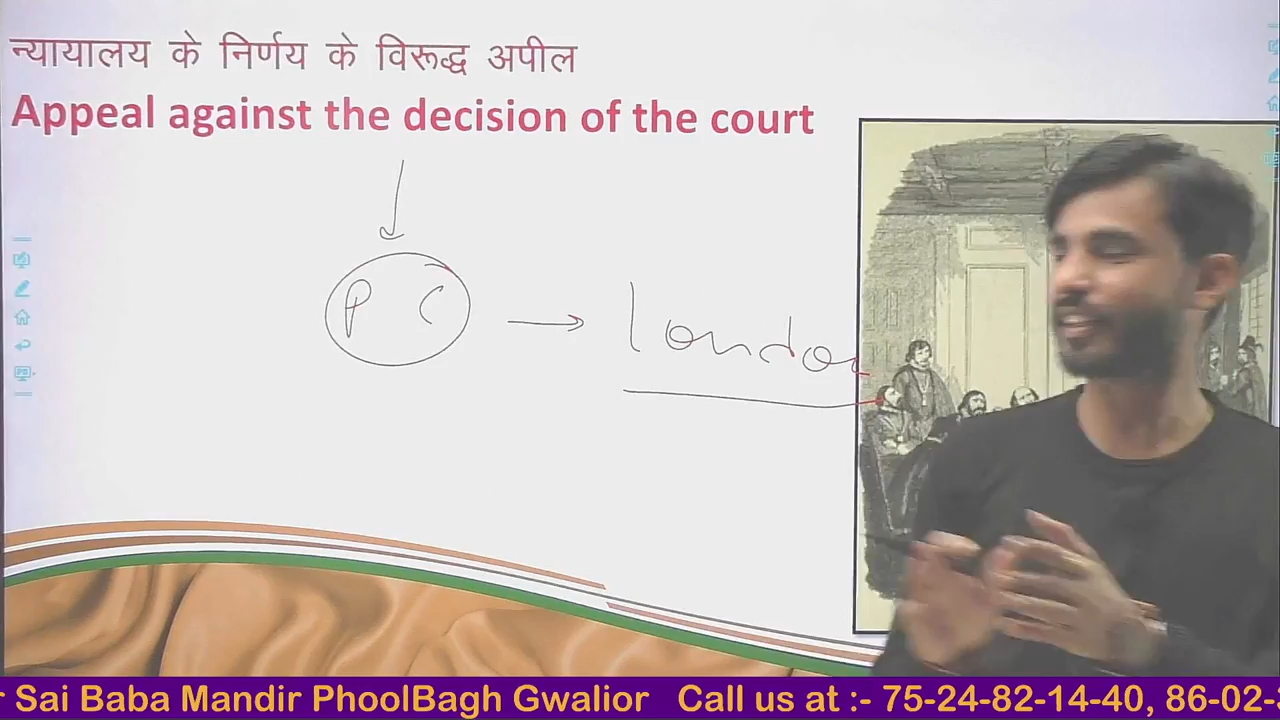 न्यायालय के निर्णय के विरूद्ध अपील
Appeal against the decision of the court
P C → London
r Sai Baba Mandir PhoolBagh Gwalior Call us at :- 75-24-82-14-40, 86-02-